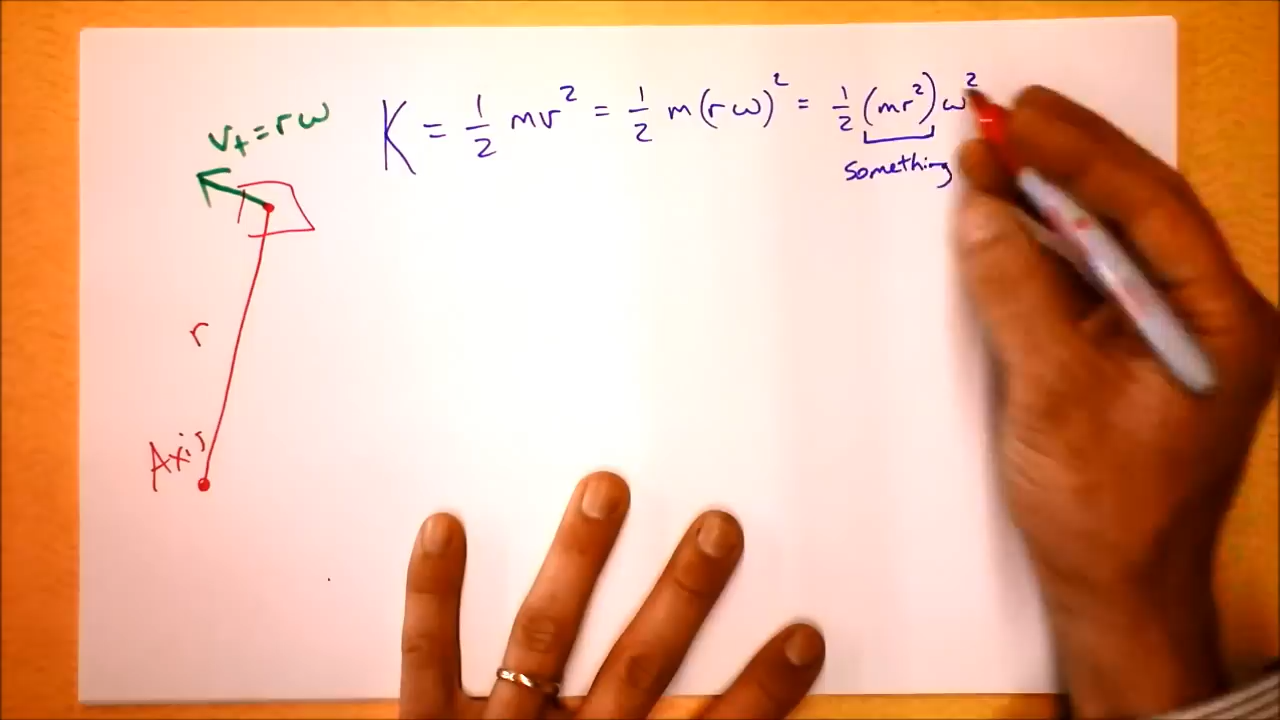 K = 1/2 mv² = 1/2 m(rω)² = 1/2 (mr²)ω²
Something
v_t = rω
r
Axis